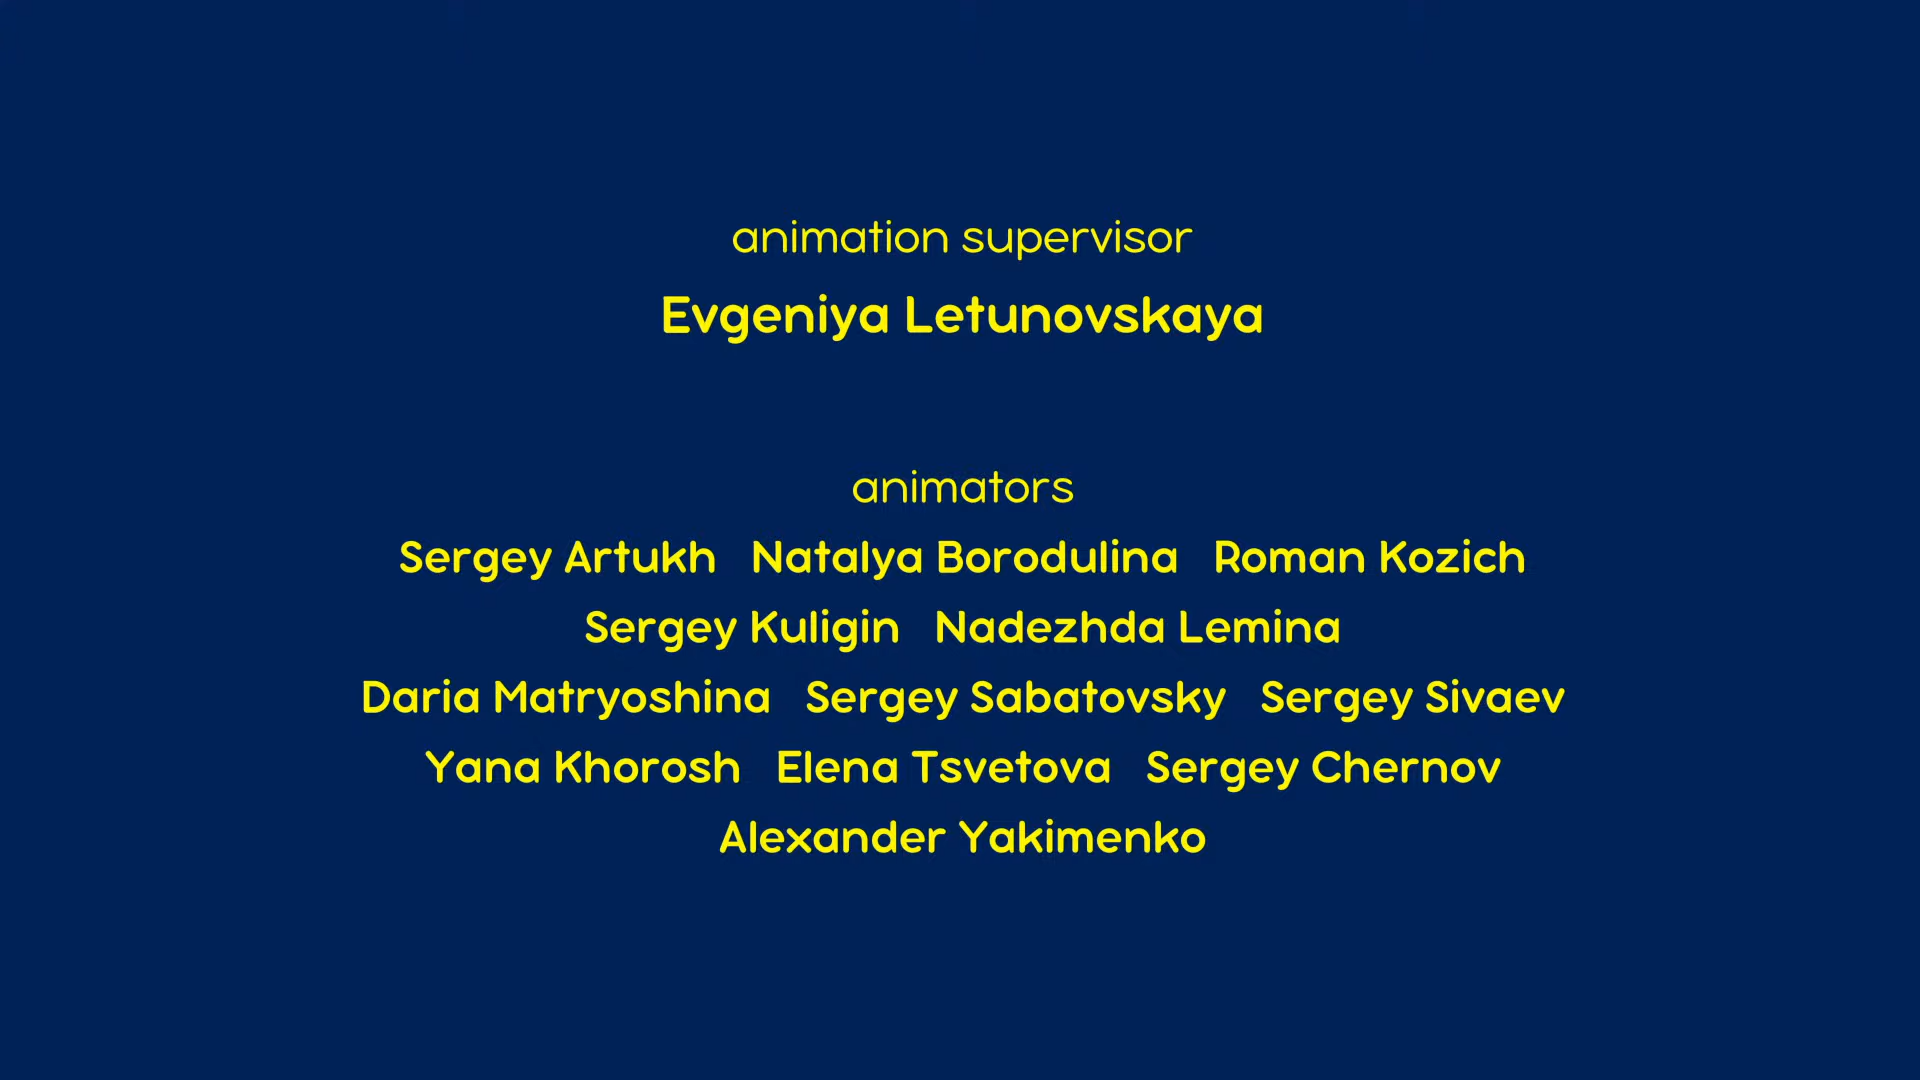 animation supervisor
Evgeniya Letunovskaya
animators
Sergey Artukh Natalya Borodulina Roman Kozich
Sergey Kuligin Nadezhda Lemina
Daria Matryoshina Sergey Sabatovsky Sergey Sivaev
Yana Khorosh Elena Tsvetova Sergey Chernov
Alexander Yakimenko